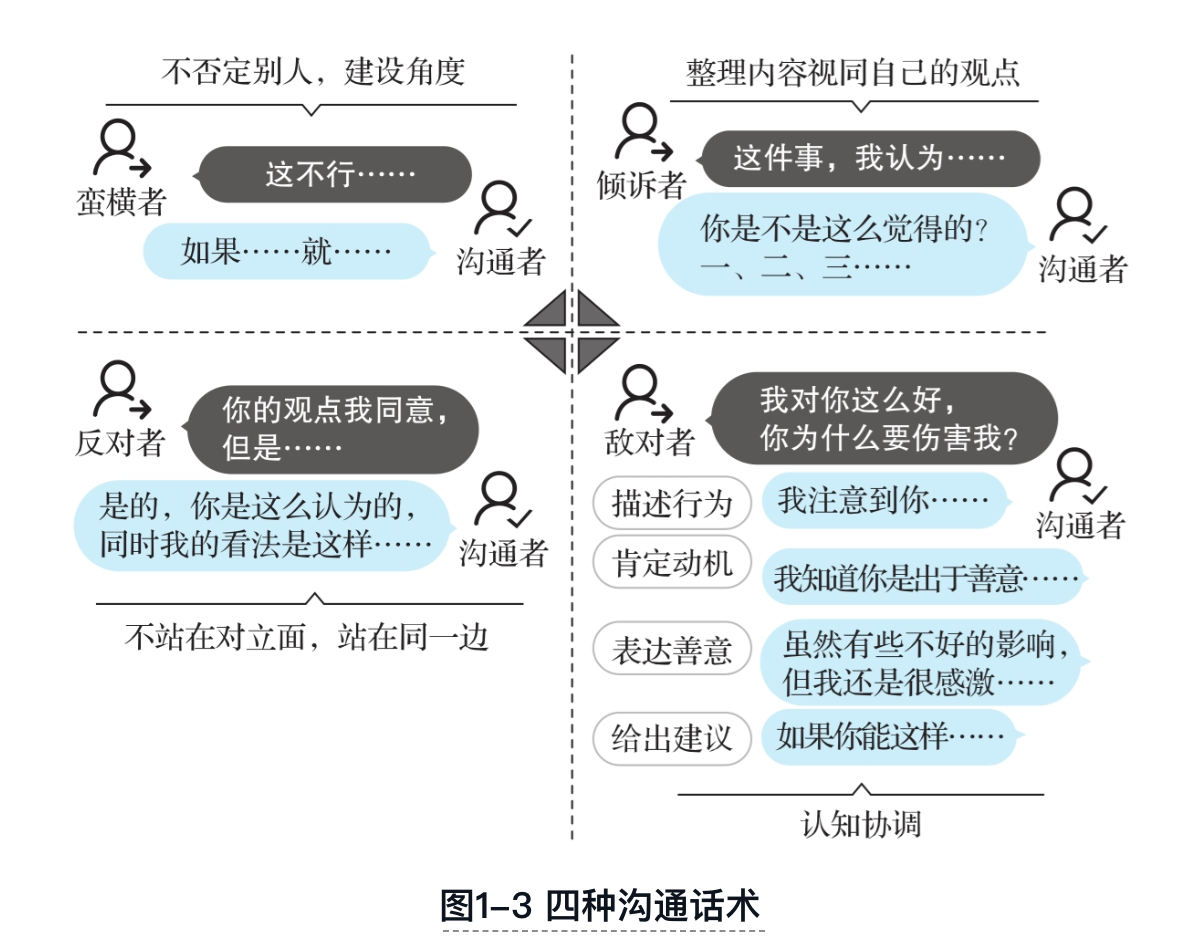 不否定别人，建设角度
蛮横者
这不行……
如果……就……
沟通者
整理内容视同自己的观点
倾诉者
这件事，我认为……
你是不是这么觉得的?
一、二、三……
沟通者
反对者
你的观点我同意，
但是……
是的，你是这么认为的，
同时我的看法是这样……
沟通者
不站在对立面，站在同一边
敌对者
我对你这么好，
你为什么要伤害我?
沟通者
描述行为
我注意到你……
肯定动机
我知道你是出于善意……
表达善意
虽然有些不好的影响，
但我还是很感激……
给出建议
如果你能这样……
认知协调
图1–3 四种沟通话术